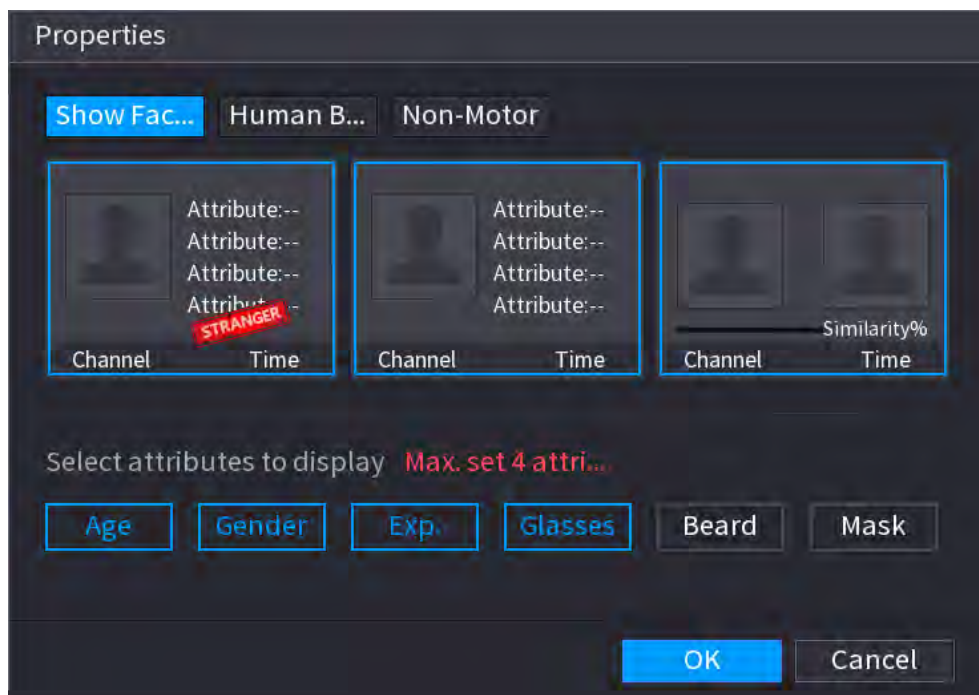 Properties
Show Fac... Human B... Non-Motor
Attribute:-- Attribute:--
Attribute:-- Attribute:--
Attribute:-- Attribute:--
Attribute:-- Attribute:--
STRANGER
Similarity%
Channel Time Channel Time Channel Time
Select attributes to display Max. set 4 attri...
Age Gender Exp. Glasses Beard Mask
OK Cancel